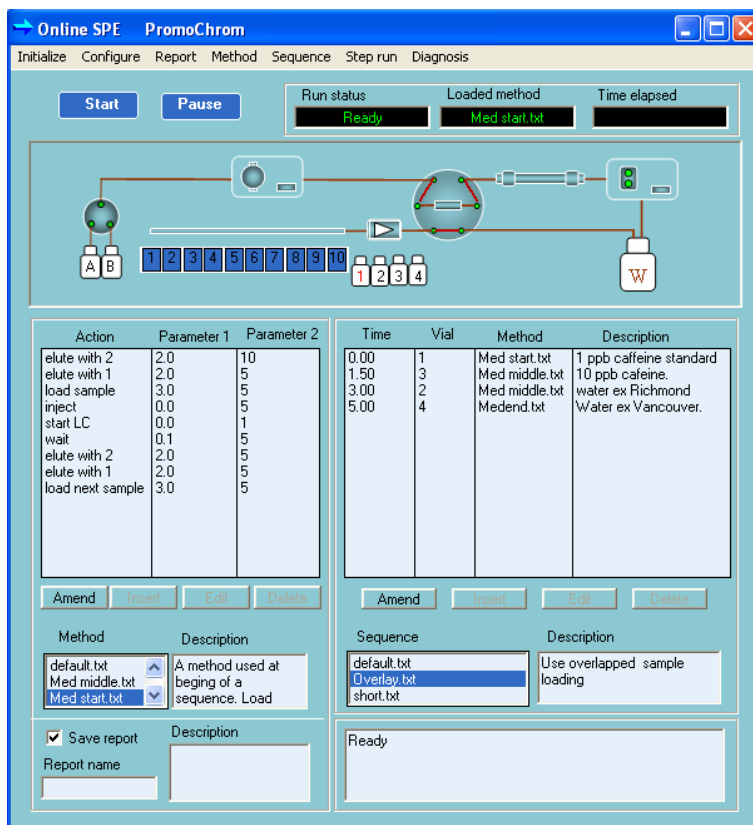 Online SPE PromoChrom
Initialize Configure Report Method Sequence Step run Diagnosis
Start Pause
Run status Loaded method Time elapsed
Ready Med start.txt
A B
1 2 3 4 5 6 7 8 9 10
1 2 3 4
W
Action Parameter 1 Parameter 2
elute with 2 2.0 10
elute with 1 2.0 5
load sample 3.0 5
inject 0.0 5
start LC 0.0 1
wait 0.1 5
elute with 2 2.0 5
elute with 1 2.0 5
load next sample 3.0 5
Amend Insert Edit Delete
Time Vial Method Description
0.00 1 Med start.txt 1 ppb caffeine standard
1.50 3 Med middle.txt 10 ppb cafeine.
3.00 2 Med middle.txt water ex Richmond
5.00 4 Medend.txt Water ex Vancouver.
Amend Insert Edit Delete
Method Description
default.txt
Med middle.txt
Med start.txt
A method used at
beging of a
sequence. Load
Sequence Description
default.txt
Overlay.txt
short.txt
Use overlapped sample
loading
Save report Description
Report name
Ready